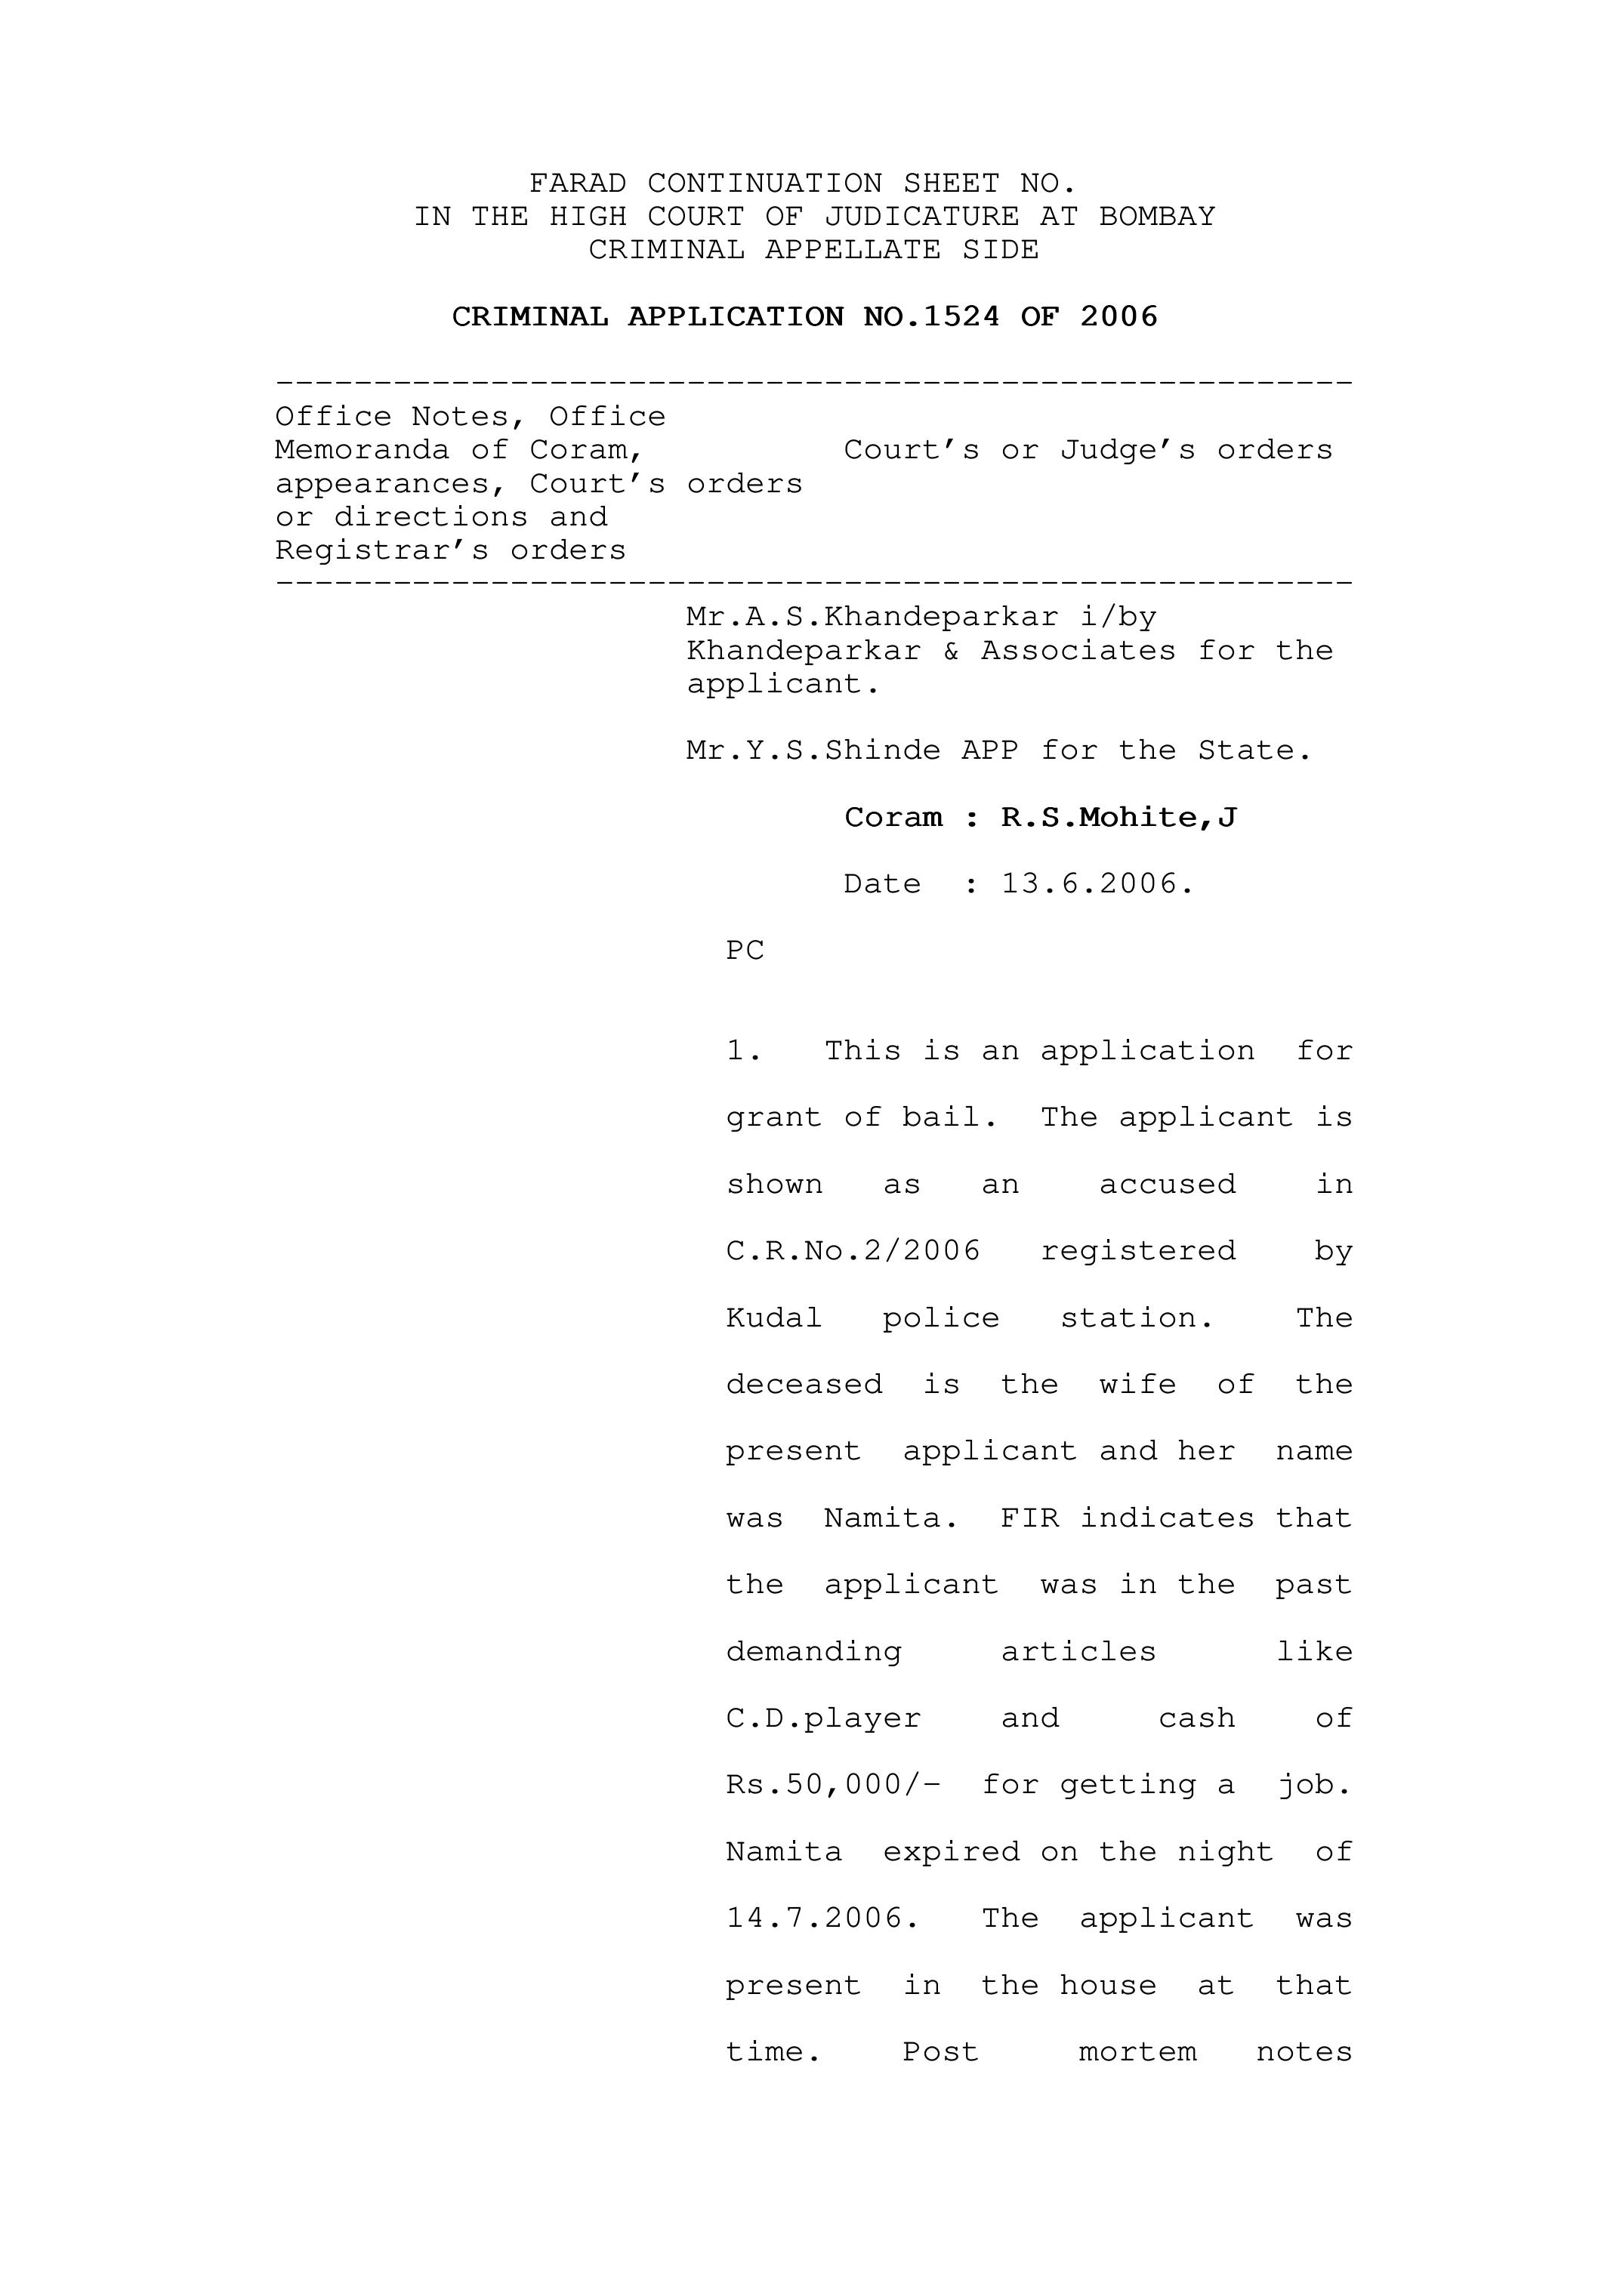 FARAD CONTINUATION SHEET NO.
IN THE HIGH COURT OF JUDICATURE AT BOMBAY
CRIMINAL APPELLATE SIDE
CRIMINAL APPLICATION NO.1524 OF 2006
-------------------------------------------------------
Office Notes, Office
Memoranda of Coram, Court's or Judge's orders
appearances, Court's orders
or directions and
Registrar's orders
-------------------------------------------------------
Mr.A.S.Khandeparkar i/by
Khandeparkar & Associates for the
applicant.
Mr.Y.S.Shinde APP for the State.
Coram : R.S.Mohite,J
Date : 13.6.2006.
PC
1. This is an application for
grant of bail. The applicant is
shown as an accused in
C.R.No.2/2006 registered by
Kudal police station. The
deceased is the wife of the
present applicant and her name
was Namita. FIR indicates that
the applicant was in the past
demanding articles like
C.D.player and cash of
Rs.50,000/- for getting a job.
Namita expired on the night of
14.7.2006. The applicant was
present in the house at that
time. Post mortem notes